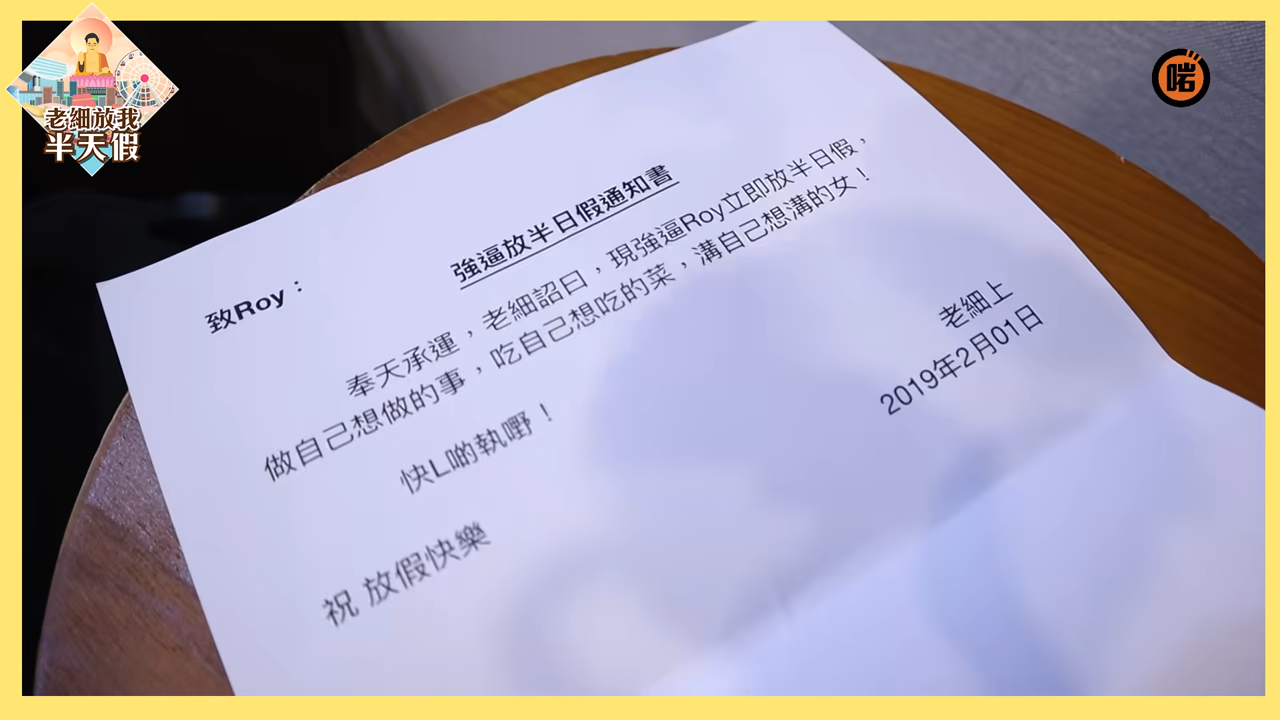 老細放我
半天假
啱
強逼放半日假通知書
致Roy：
奉天承運，老細詔曰，現強逼Roy立即放半日假，
做自己想做的事，吃自己想吃的菜，溝自己想溝的女！
快L啲執嘢！
祝 放假快樂
老細上
2019年2月01日